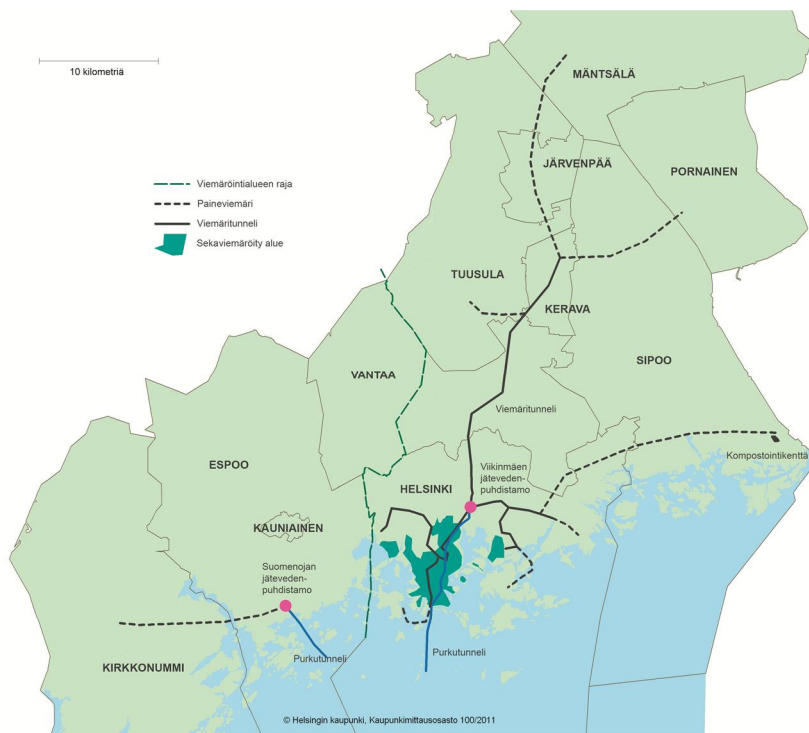 10 kilometriä
MÄNTSÄLÄ
JÄRVENPÄÄ
PORNAINEN
Viemäröintialueen raja
Paineviemäri
Viemäritunneli
Sekaviemäröity alue
TUUSULA
KERAVA
SIPOO
VANTAA
Viemäritunneli
Kompostointikenttä
ESPOO
Viikinmäen
jäteveden-
puhdistamo
HELSINKI
KAUNIAINEN
Suomenojan
jäteveden-
puhdistamo
Purkutunneli
Purkutunneli
KIRKKONUMMI
© Helsingin kaupunki, Kaupunkimittausosasto 100/2011